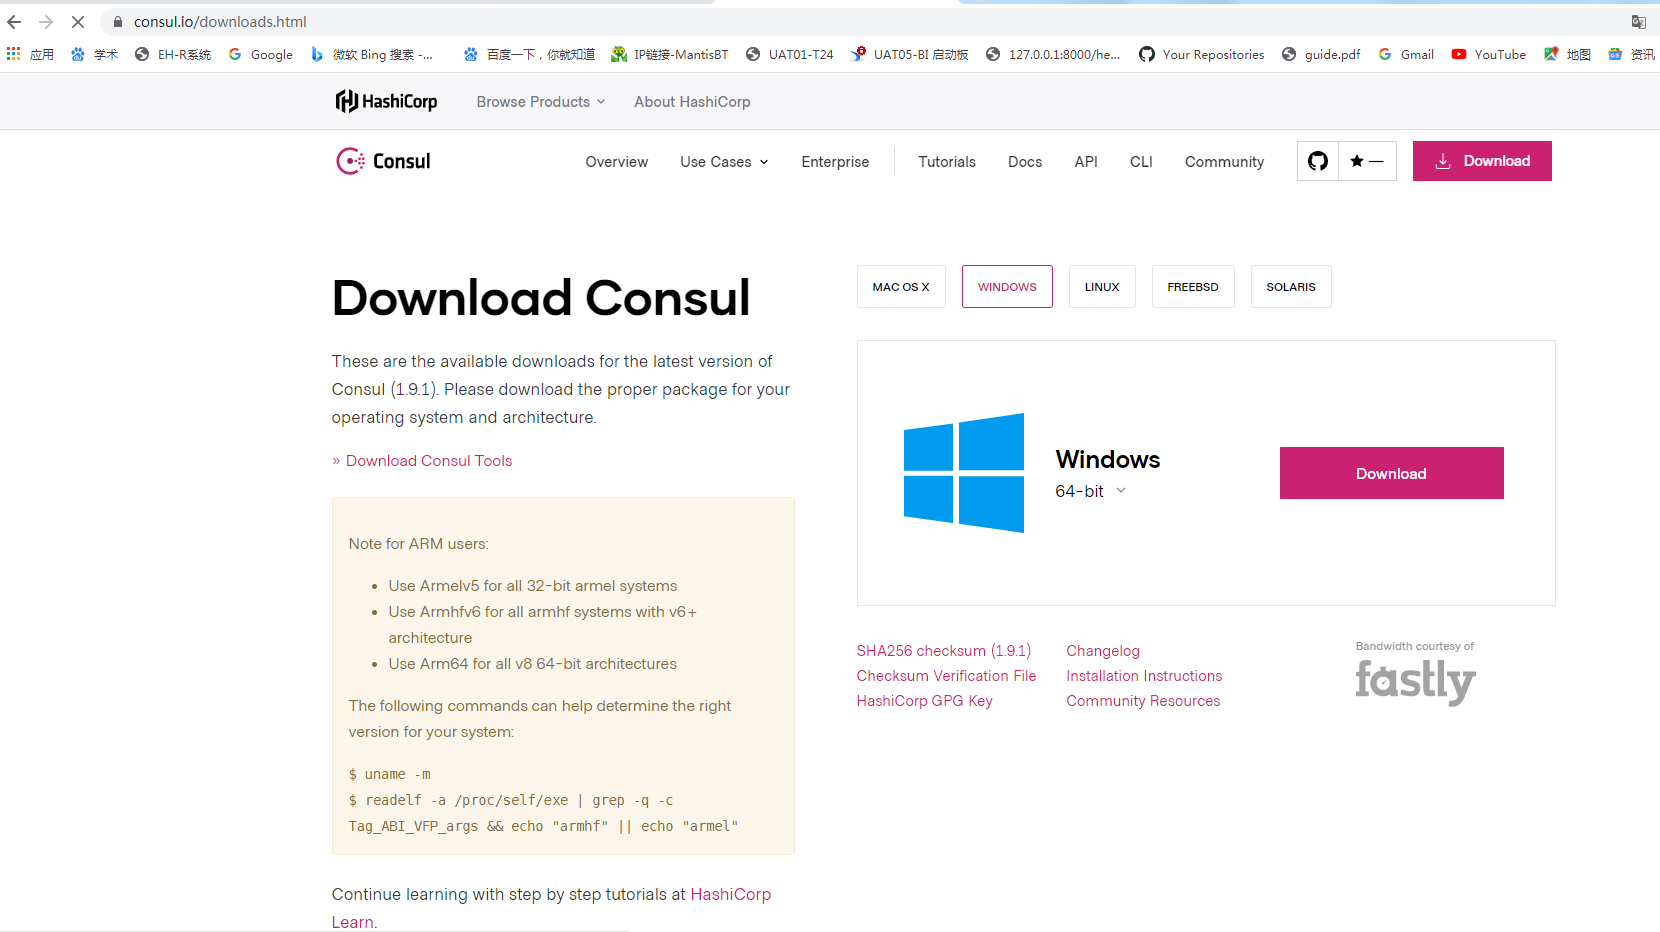 consul.io/downloads.html
应用 学术 EH-R系统 Google 微软 Bing 搜索 -... 百度一下，你就知道 IP链接-MantisBT UAT01-T24 UAT05-BI 启动板 127.0.0.1:8000/he... Your Repositories guide.pdf Gmail YouTube 地图 资讯
HashiCorp Browse Products About HashiCorp
Consul Overview Use Cases Enterprise Tutorials Docs API CLI Community — Download
Download Consul
These are the available downloads for the latest version of
Consul (1.9.1). Please download the proper package for your
operating system and architecture.
» Download Consul Tools
Note for ARM users:
• Use Armelv5 for all 32-bit armel systems
• Use Armhfv6 for all armhf systems with v6+
architecture
• Use Arm64 for all v8 64-bit architectures
The following commands can help determine the right
version for your system:
$ uname -m
$ readelf -a /proc/self/exe | grep -q -c
Tag_ABI_VFP_args && echo "armhf" || echo "armel"
Continue learning with step by step tutorials at HashiCorp
Learn.
MAC OS X WINDOWS LINUX FREEBSD SOLARIS
Windows
64-bit
Download
SHA256 checksum (1.9.1)
Checksum Verification File
HashiCorp GPG Key
Changelog
Installation Instructions
Community Resources
Bandwidth courtesy of
fastly